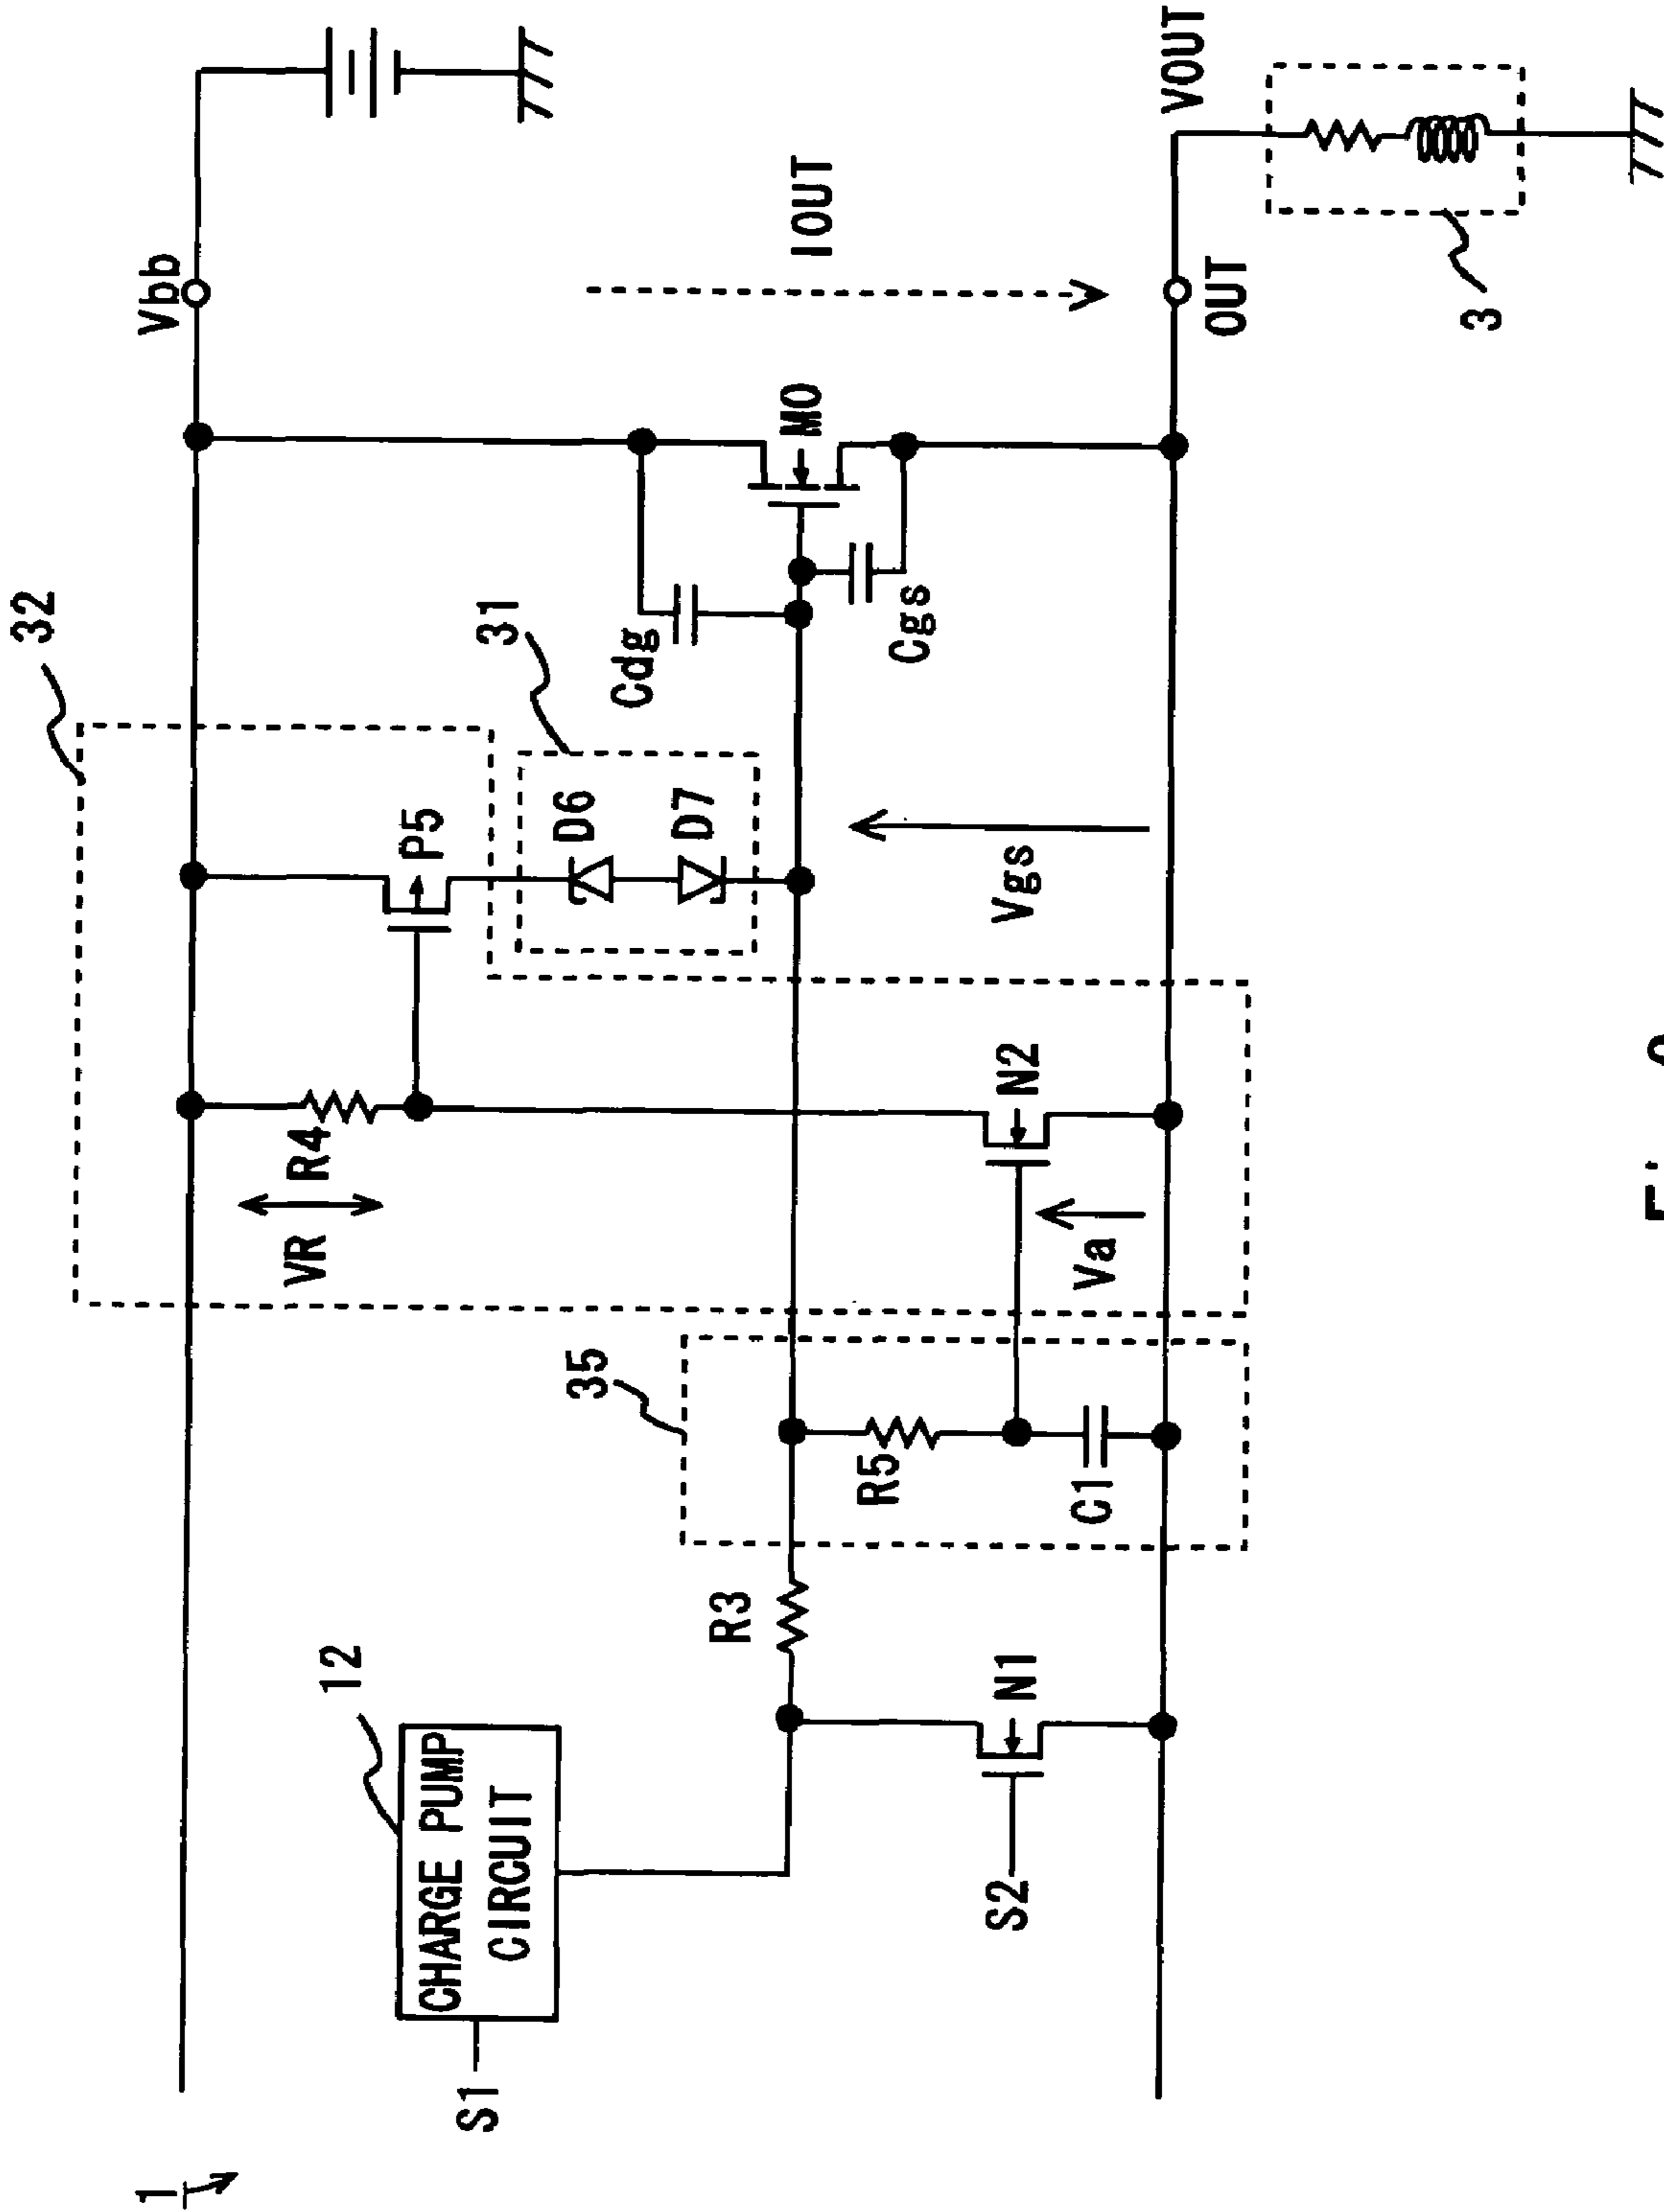 1
32
Vbb
12
S1
CHARGE PUMP
CIRCUIT
VR
R4
P5
31
D6
D7
Cdg
M0
Cgs
IOUT
35
R3
R5
C1
S2
N1
Va
N2
Vgs
VOUT
OUT
3